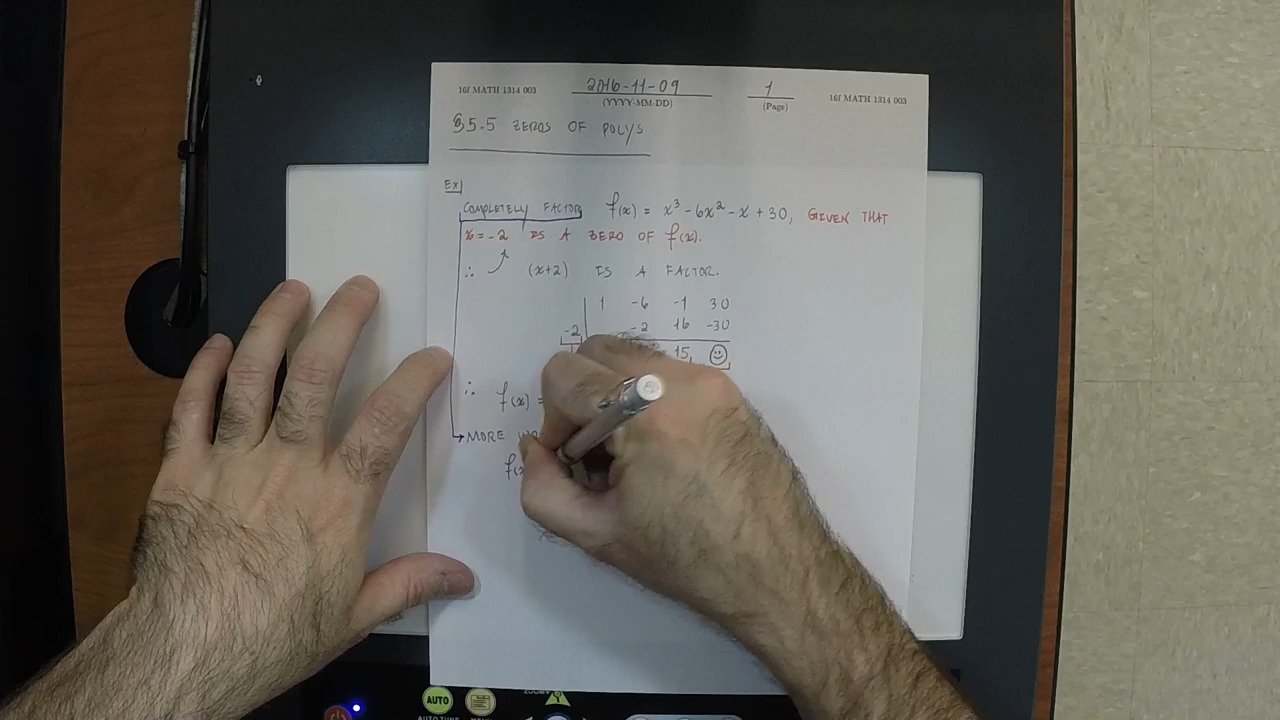 16f MATH 1314 003 2016-11-09 1 16f MATH 1314 003
(YYYY-MM-DD) (Page)
§5.5 ZEROS OF POLYS
EX
COMPLETELY FACTOR f(x) = x³ - 6x² - x + 30, GIVEN THAT
x = -2 IS A ZERO OF f(x).
∴ (x+2) IS A FACTOR.
1 -6 -1 30
-2 -2 16 -30
15
∴ f(x) =
MORE
f(x
AUTO